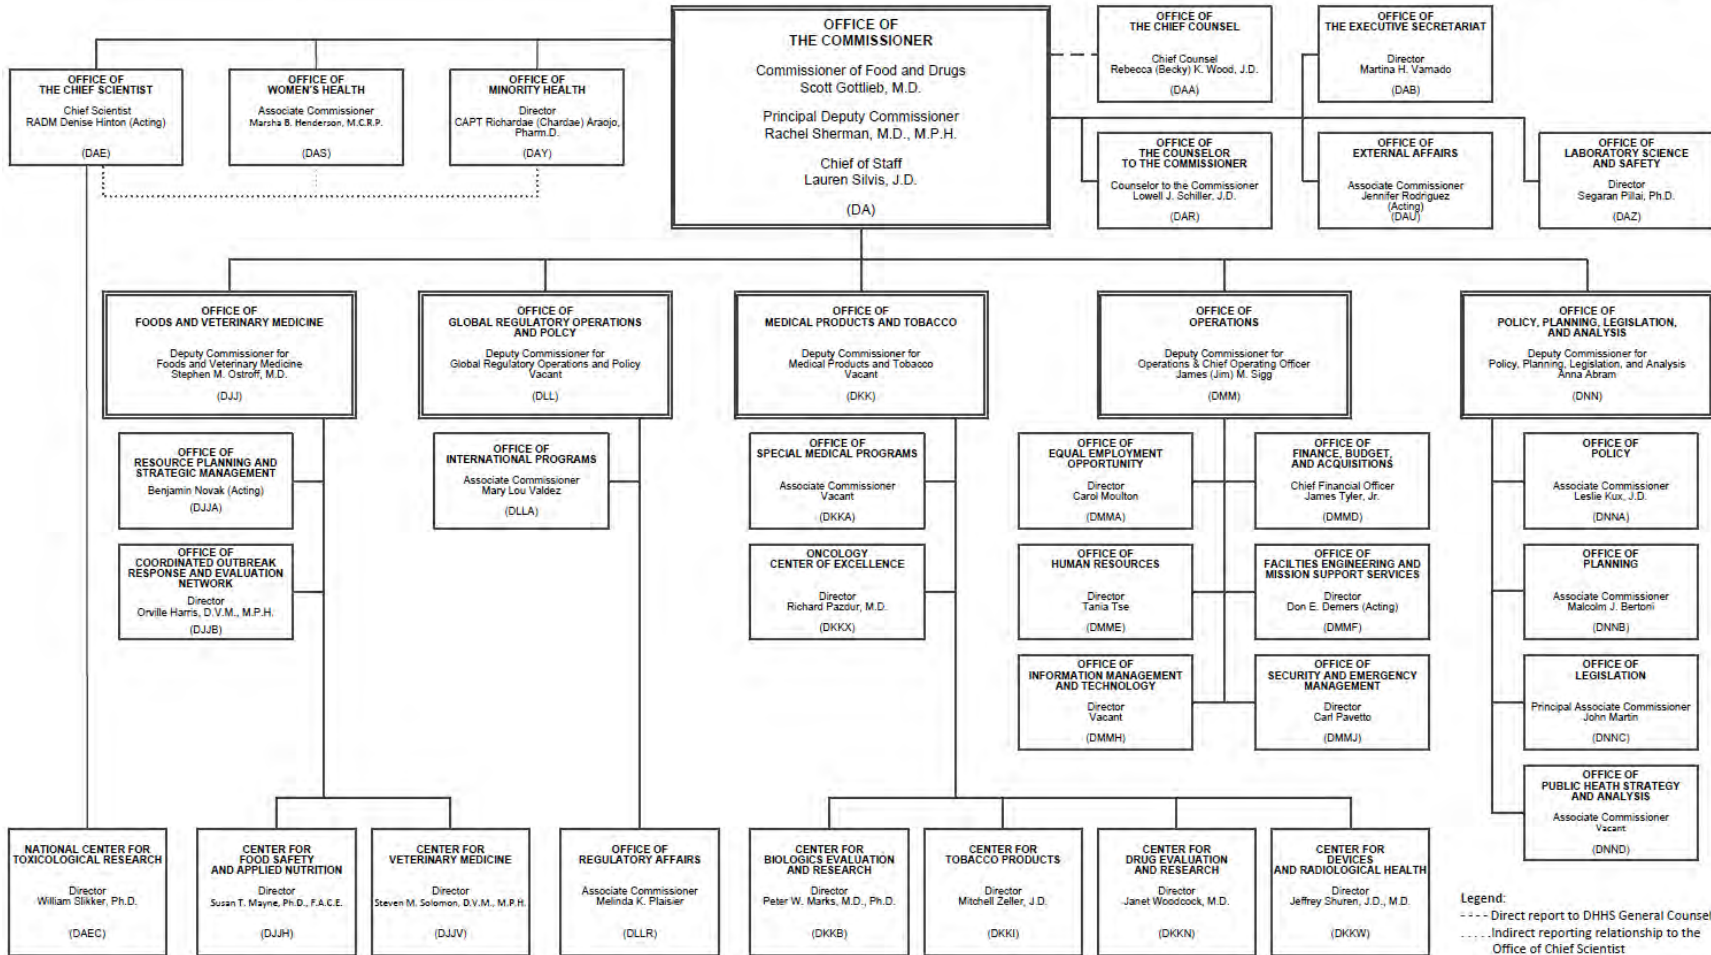 OFFICE OF
THE COMMISSIONER
Commissioner of Food and Drugs
Scott Gottlieb, M.D.
Principal Deputy Commissioner
Rachel Sherman, M.D., M.P.H.
Chief of Staff
Lauren Silvis, J.D.
(DA)
OFFICE OF
THE CHIEF COUNSEL
Chief Counsel
Rebecca (Becky) K. Wood, J.D.
(DAA)
OFFICE OF
THE EXECUTIVE SECRETARIAT
Director
Martina H. Varnado
(DAB)
OFFICE OF
THE CHIEF SCIENTIST
Chief Scientist
RADM Denise Hinton (Acting)
(DAE)
OFFICE OF
WOMEN'S HEALTH
Associate Commissioner
Marsha B. Henderson, M.C.R.P.
(DAS)
OFFICE OF
MINORITY HEALTH
Director
CAPT Richardae (Chardae) Araojo,
Pharm.D.
(DAY)
OFFICE OF
THE COUNSELOR
TO THE COMMISSIONER
Counselor to the Commissioner
Lowell J. Schiller, J.D.
(DAR)
OFFICE OF
EXTERNAL AFFAIRS
Associate Commissioner
Jennifer Rodriguez
(Acting)
(DAU)
OFFICE OF
LABORATORY SCIENCE
AND SAFETY
Director
Segaran Pillai, Ph.D.
(DAZ)
OFFICE OF
FOODS AND VETERINARY MEDICINE
Deputy Commissioner for
Foods and Veterinary Medicine
Stephen M. Ostroff, M.D.
(DJJ)
OFFICE OF
GLOBAL REGULATORY OPERATIONS
AND POLCY
Deputy Commissioner for
Global Regulatory Operations and Policy
Vacant
(DLL)
OFFICE OF
MEDICAL PRODUCTS AND TOBACCO
Deputy Commissioner for
Medical Products and Tobacco
Vacant
(DKK)
OFFICE OF
OPERATIONS
Deputy Commissioner for
Operations & Chief Operating Officer
James (Jim) M. Sigg
(DMM)
OFFICE OF
POLICY, PLANNING, LEGISLATION,
AND ANALYSIS
Deputy Commissioner for
Policy, Planning, Legislation, and Analysis
Anna Abram
(DNN)
OFFICE OF
RESOURCE PLANNING AND
STRATEGIC MANAGEMENT
Benjamin Novak (Acting)
(DJJA)
OFFICE OF
INTERNATIONAL PROGRAMS
Associate Commissioner
Mary Lou Valdez
(DLLA)
OFFICE OF
SPECIAL MEDICAL PROGRAMS
Associate Commissioner
Vacant
(DKKA)
OFFICE OF
EQUAL EMPLOYMENT
OPPORTUNITY
Director
Carol Moulton
(DMMA)
OFFICE OF
FINANCE, BUDGET,
AND ACQUISITIONS
Chief Financial Officer
James Tyler, Jr.
(DMMD)
OFFICE OF
POLICY
Associate Commissioner
Leslie Kux, J.D.
(DNNA)
OFFICE OF
COORDINATED OUTBREAK
RESPONSE AND EVALUATION
NETWORK
Director
Orville Harris, D.V.M., M.P.H.
(DJJB)
ONCOLOGY
CENTER OF EXCELLENCE
Director
Richard Pazdur, M.D.
(DKKX)
OFFICE OF
HUMAN RESOURCES
Director
Tania Tse
(DMME)
OFFICE OF
FACILTIES ENGINEERING AND
MISSION SUPPORT SERVICES
Director
Don E. Demers (Acting)
(DMMF)
OFFICE OF
PLANNING
Associate Commissioner
Malcolm J. Bertoni
(DNNB)
OFFICE OF
INFORMATION MANAGEMENT
AND TECHNOLOGY
Director
Vacant
(DMMH)
OFFICE OF
SECURITY AND EMERGENCY
MANAGEMENT
Director
Carl Pavetto
(DMMJ)
OFFICE OF
LEGISLATION
Principal Associate Commissioner
John Martin
(DNNC)
OFFICE OF
PUBLIC HEATH STRATEGY
AND ANALYSIS
Associate Commissioner
Vacant
(DNND)
NATIONAL CENTER FOR
TOXICOLOGICAL RESEARCH
Director
William Slikker, Ph.D.
(DAEC)
CENTER FOR
FOOD SAFETY
AND APPLIED NUTRITION
Director
Susan T. Mayne, Ph.D., F.A.C.E.
(DJJH)
CENTER FOR
VETERINARY MEDICINE
Director
Steven M. Solomon, D.V.M., M.P.H.
(DJJV)
OFFICE OF
REGULATORY AFFAIRS
Associate Commissioner
Melinda K. Plaisier
(DLLR)
CENTER FOR
BIOLOGICS EVALUATION
AND RESEARCH
Director
Peter W. Marks, M.D., Ph.D.
(DKKB)
CENTER FOR
TOBACCO PRODUCTS
Director
Mitchell Zeller, J.D.
(DKKI)
CENTER FOR
DRUG EVALUATION
AND RESEARCH
Director
Janet Woodcock, M.D.
(DKKN)
CENTER FOR
DEVICES
AND RADIOLOGICAL HEALTH
Director
Jeffrey Shuren, J.D., M.D.
(DKKW)
Legend:
---- Direct report to DHHS General Counsel
..... Indirect reporting relationship to the
Office of Chief Scientist